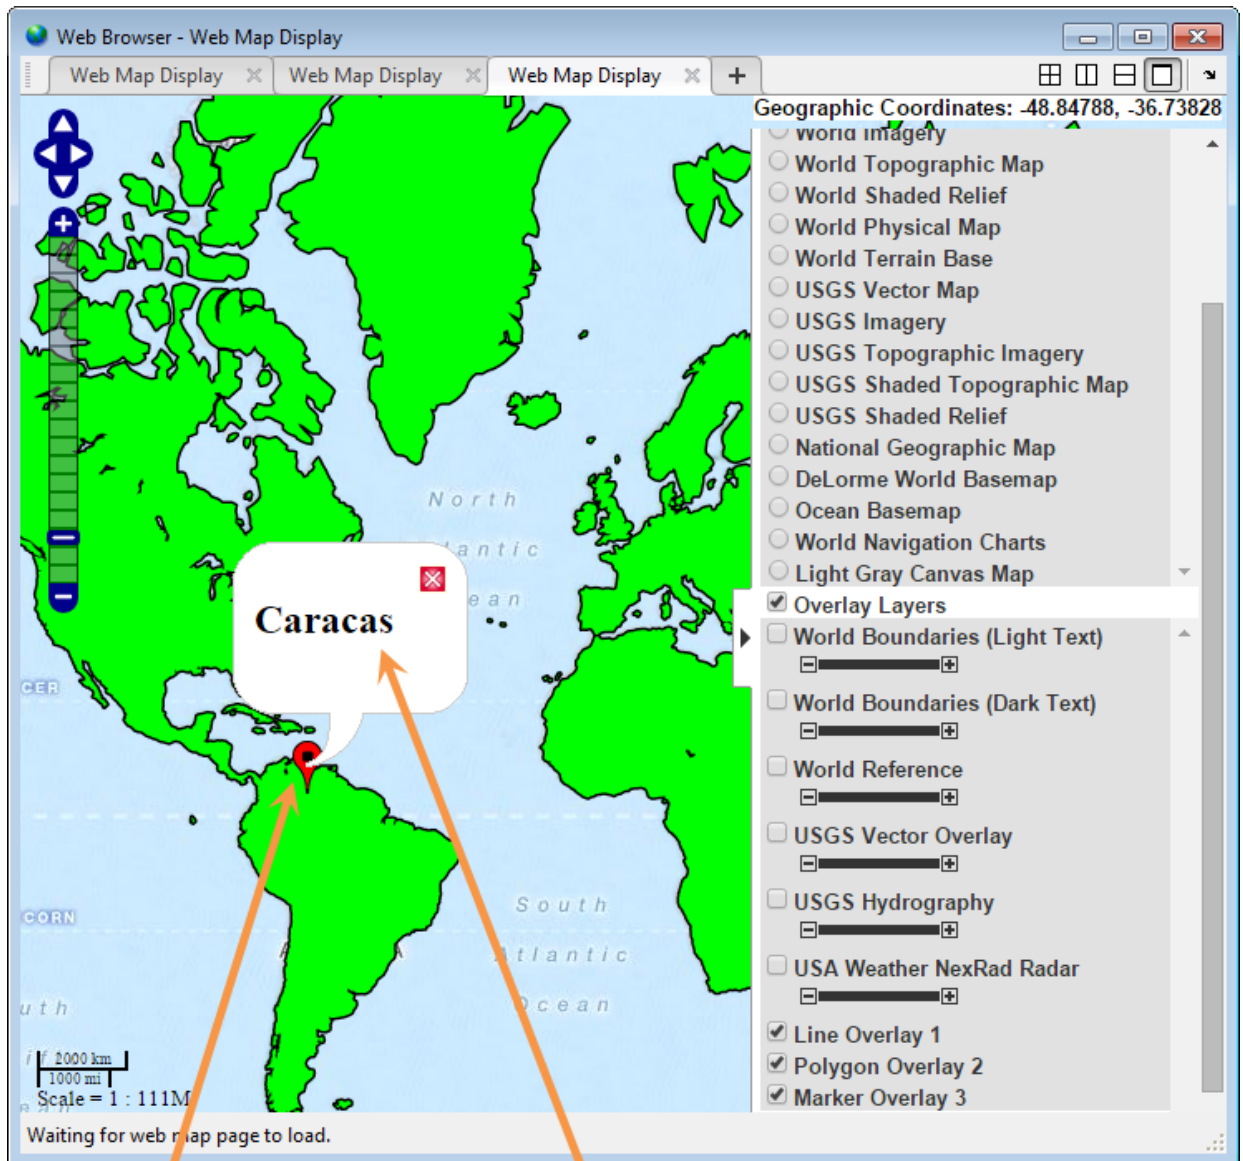 Web Browser - Web Map Display
Web Map Display
Web Map Display
Web Map Display
Geographic Coordinates: -48.84788, -36.73828
World Imagery
World Topographic Map
World Shaded Relief
World Physical Map
World Terrain Base
USGS Vector Map
USGS Imagery
USGS Topographic Imagery
USGS Shaded Topographic Map
USGS Shaded Relief
National Geographic Map
DeLorme World Basemap
Ocean Basemap
World Navigation Charts
Light Gray Canvas Map
Overlay Layers
World Boundaries (Light Text)
World Boundaries (Dark Text)
World Reference
USGS Vector Overlay
USGS Hydrography
USA Weather NexRad Radar
Line Overlay 1
Polygon Overlay 2
Marker Overlay 3
North
antic
ean
Caracas
CER
South
Atlantic
Ocean
CORN
uth
2000 km
1000 mi
Scale = 1 : 111M
Waiting for web map page to load.